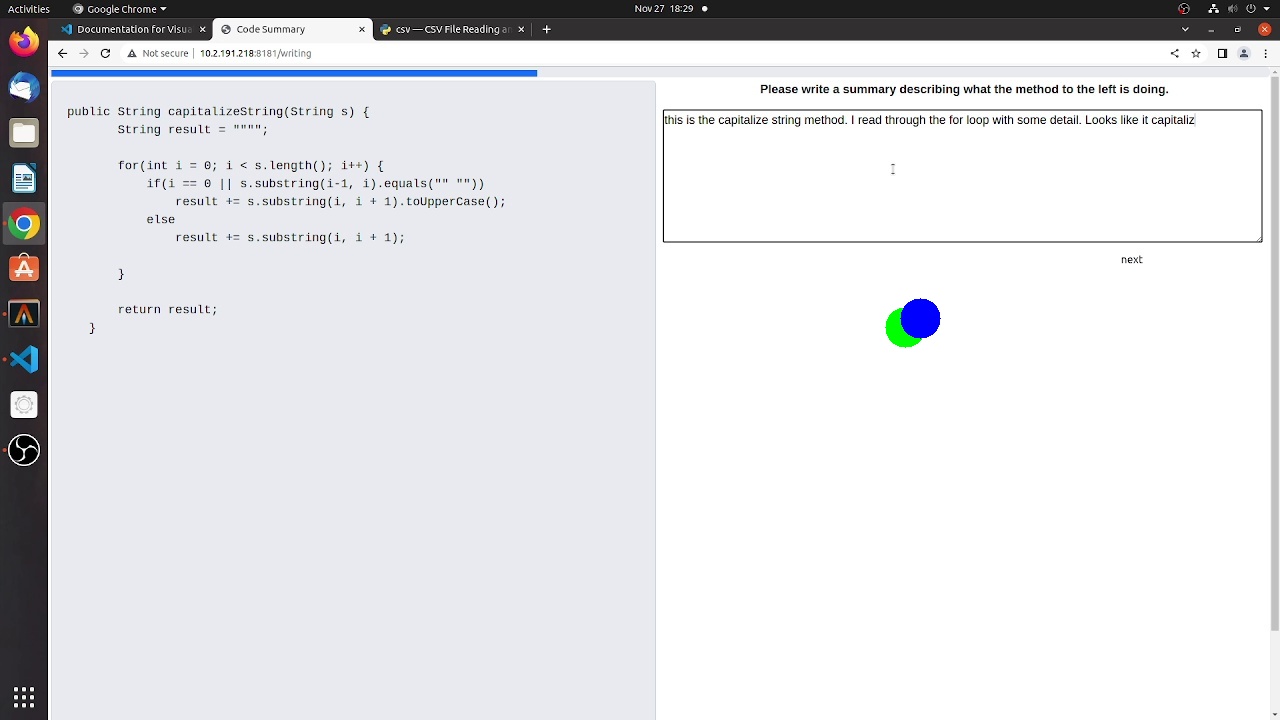 Activities Google Chrome Nov 27 18:29
Documentation for Visua Code Summary csv — CSV File Reading an
Not secure 10.2.191.218:8181/writing
Please write a summary describing what the method to the left is doing.
this is the capitalize string method. I read through the for loop with some detail. Looks like it capitaliz
next
public String capitalizeString(String s) {
String result = """";
for(int i = 0; i < s.length(); i++) {
if(i == 0 || s.substring(i-1, i).equals("" ""))
result += s.substring(i, i + 1).toUpperCase();
else
result += s.substring(i, i + 1);
}
return result;
}